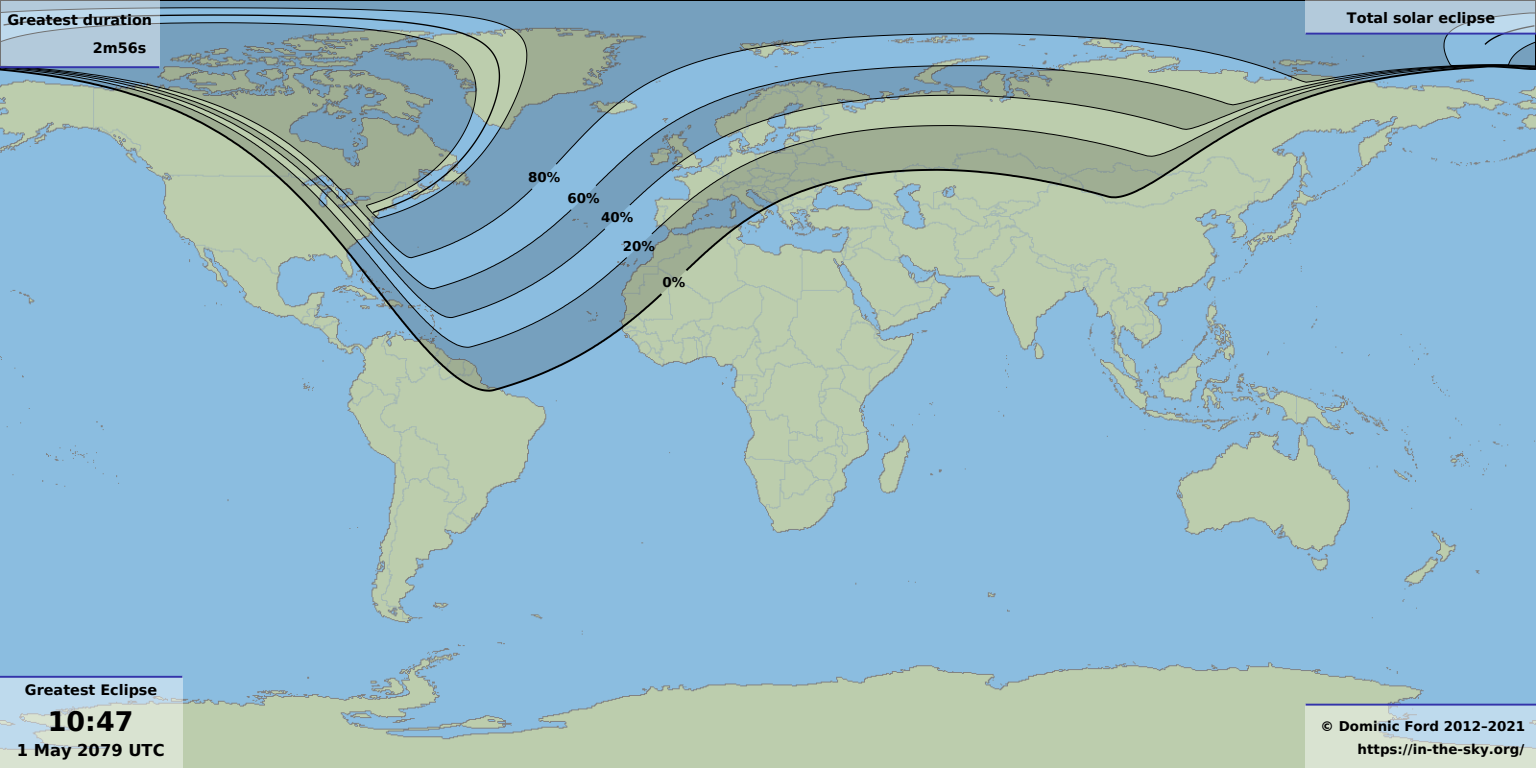 Greatest duration
2m56s
Total solar eclipse
80%
60%
40%
20%
0%
Greatest Eclipse
10:47
1 May 2079 UTC
© Dominic Ford 2012–2021
https://in-the-sky.org/